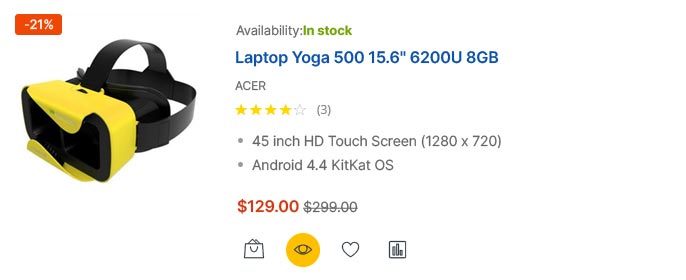 -21%
Availability:In stock
Laptop Yoga 500 15.6" 6200U 8GB
ACER
(3)
45 inch HD Touch Screen (1280 x 720)
Android 4.4 KitKat OS
$129.00 $299.00